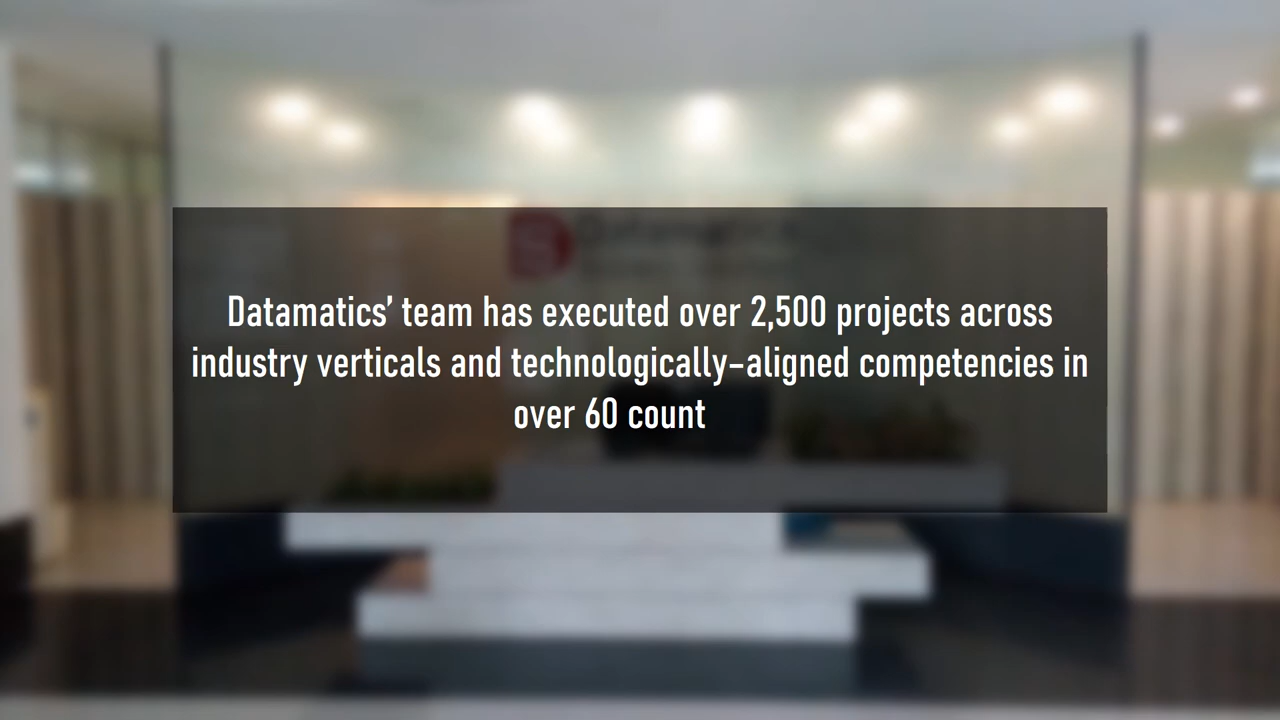 Datamatics’ team has executed over 2,500 projects across
industry verticals and technologically-aligned competencies in
over 60 count